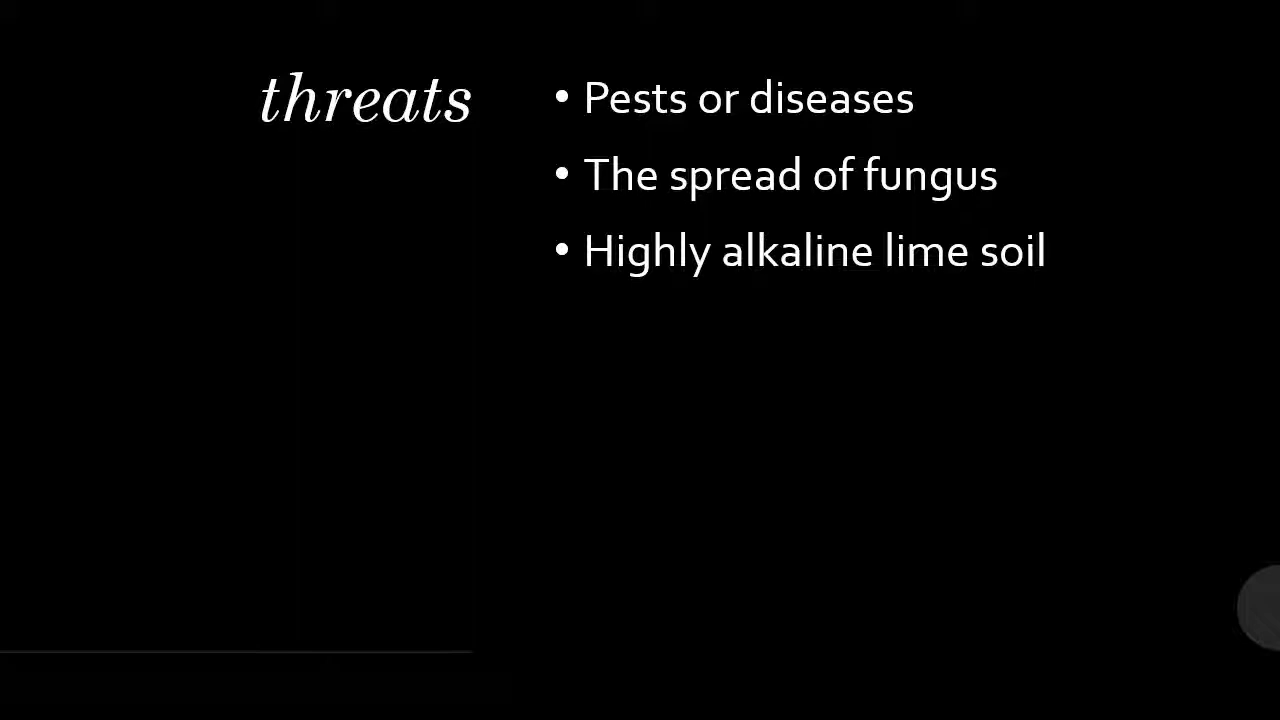 threats
• Pests or diseases
• The spread of fungus
• Highly alkaline lime soil